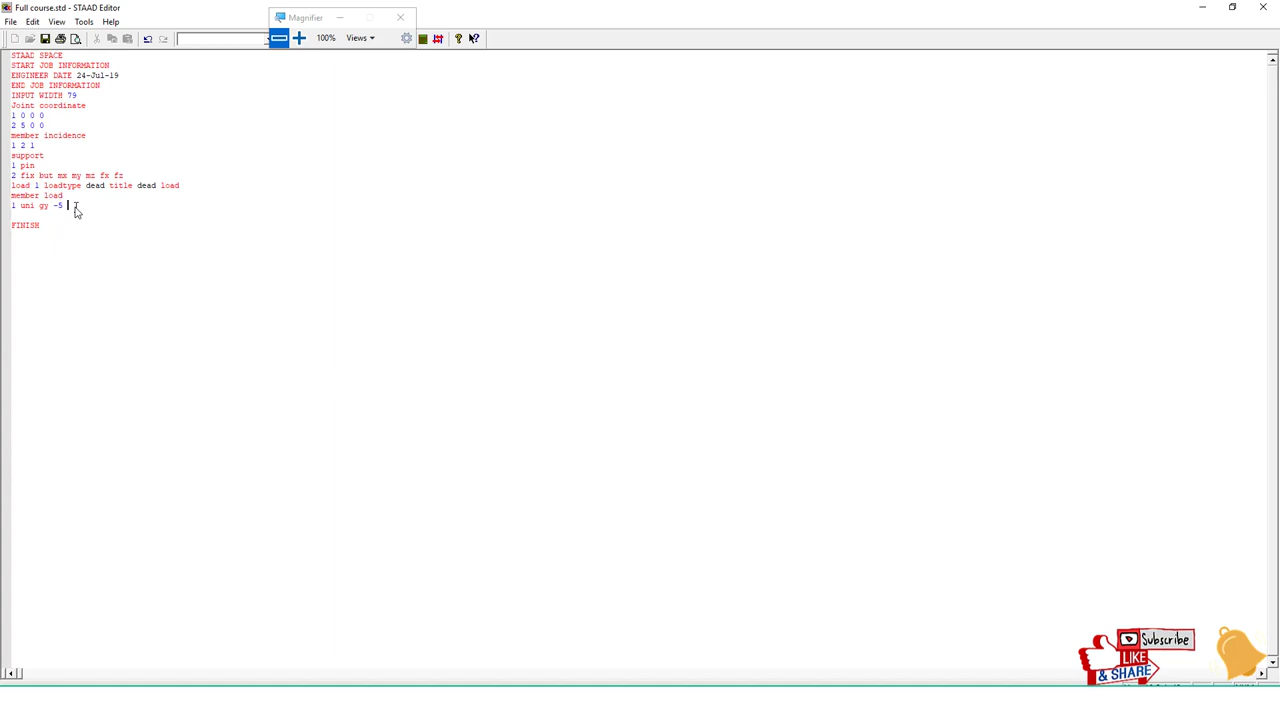 Full course.std - STAAD Editor
Magnifier
File Edit View Tools Help
100% Views
STAAD SPACE
START JOB INFORMATION
ENGINEER DATE 24-Jul-19
END JOB INFORMATION
INPUT WIDTH 79
Joint coordinate
1 0 0 0
2 5 0 0
member incidence
1 2 1
support
1 pin
2 fix but mx my mz fx fz
load 1 loadtype dead title dead load
member load
1 uni gy -5
FINISH
Subscribe
LIKE
& SHARE